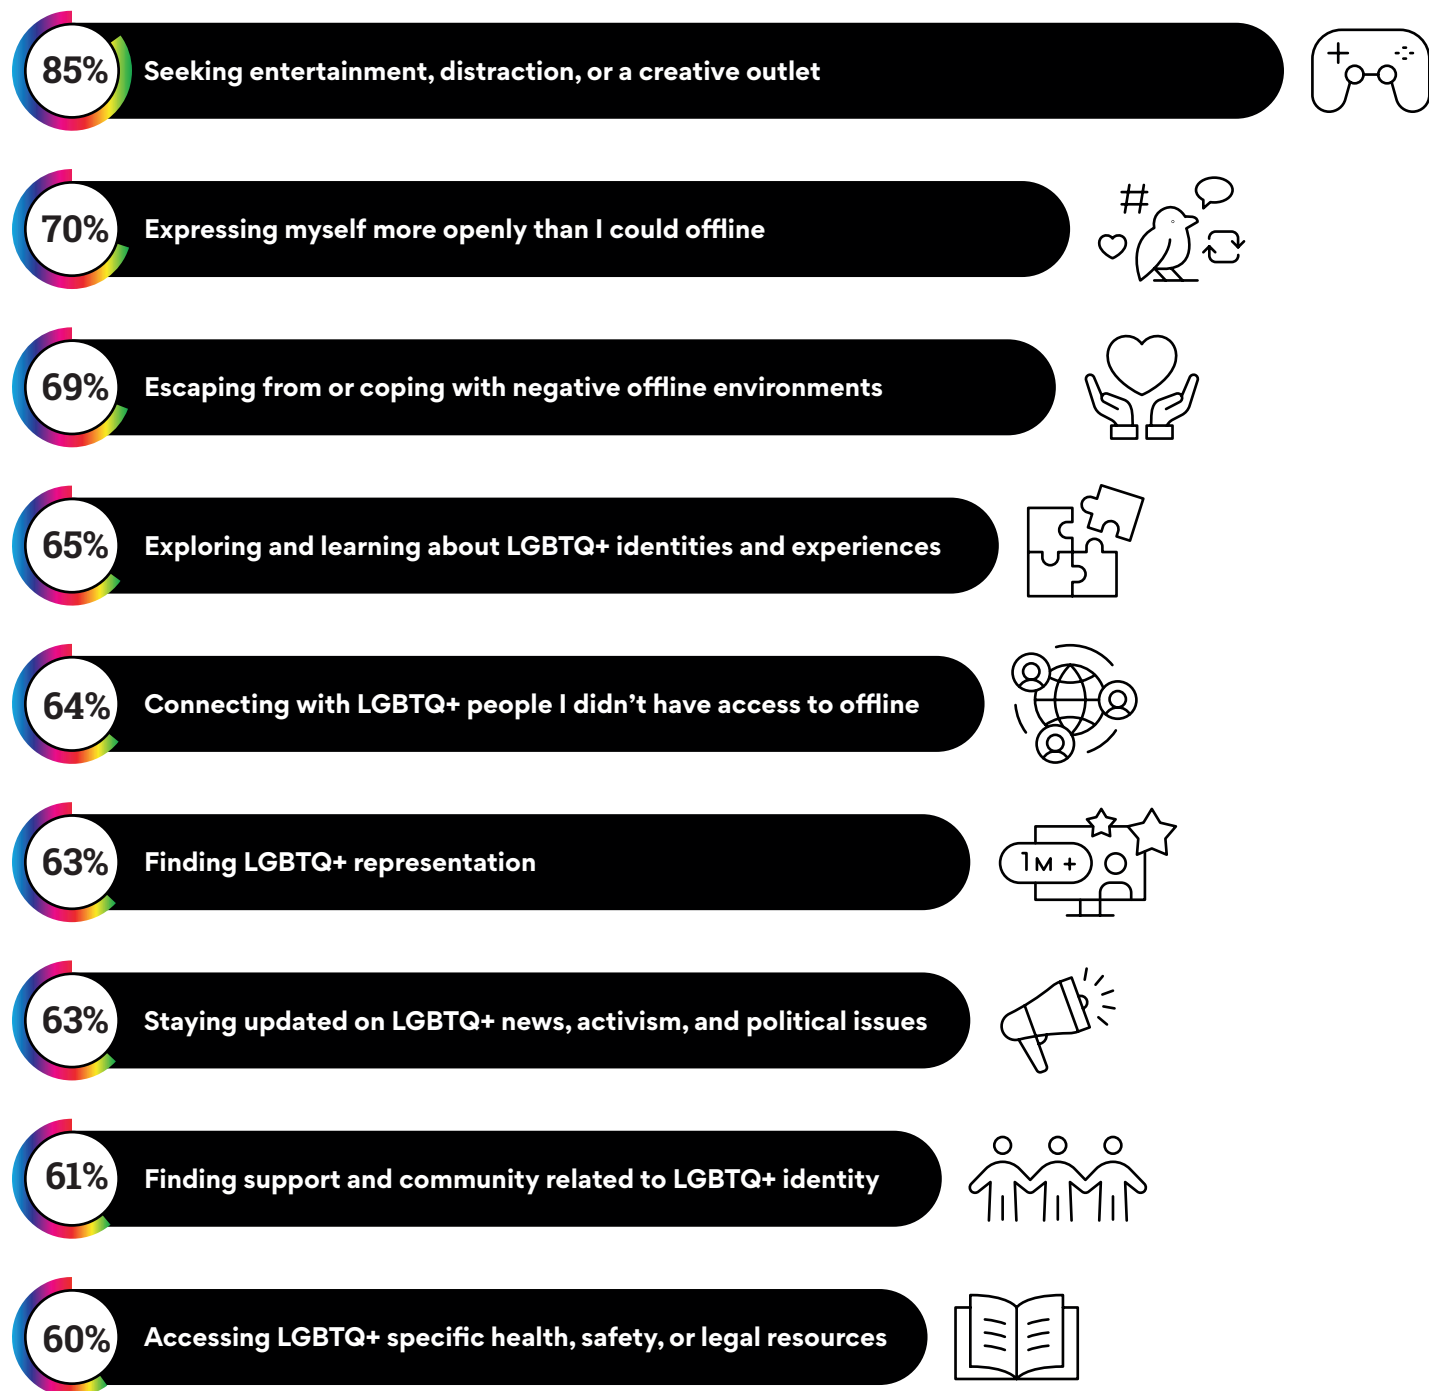 85% Seeking entertainment, distraction, or a creative outlet
#
70% Expressing myself more openly than I could offline
69% Escaping from or coping with negative offline environments
65% Exploring and learning about LGBTQ+ identities and experiences
64% Connecting with LGBTQ+ people I didn’t have access to offline
63% Finding LGBTQ+ representation
1M +
63% Staying updated on LGBTQ+ news, activism, and political issues
61% Finding support and community related to LGBTQ+ identity
60% Accessing LGBTQ+ specific health, safety, or legal resources